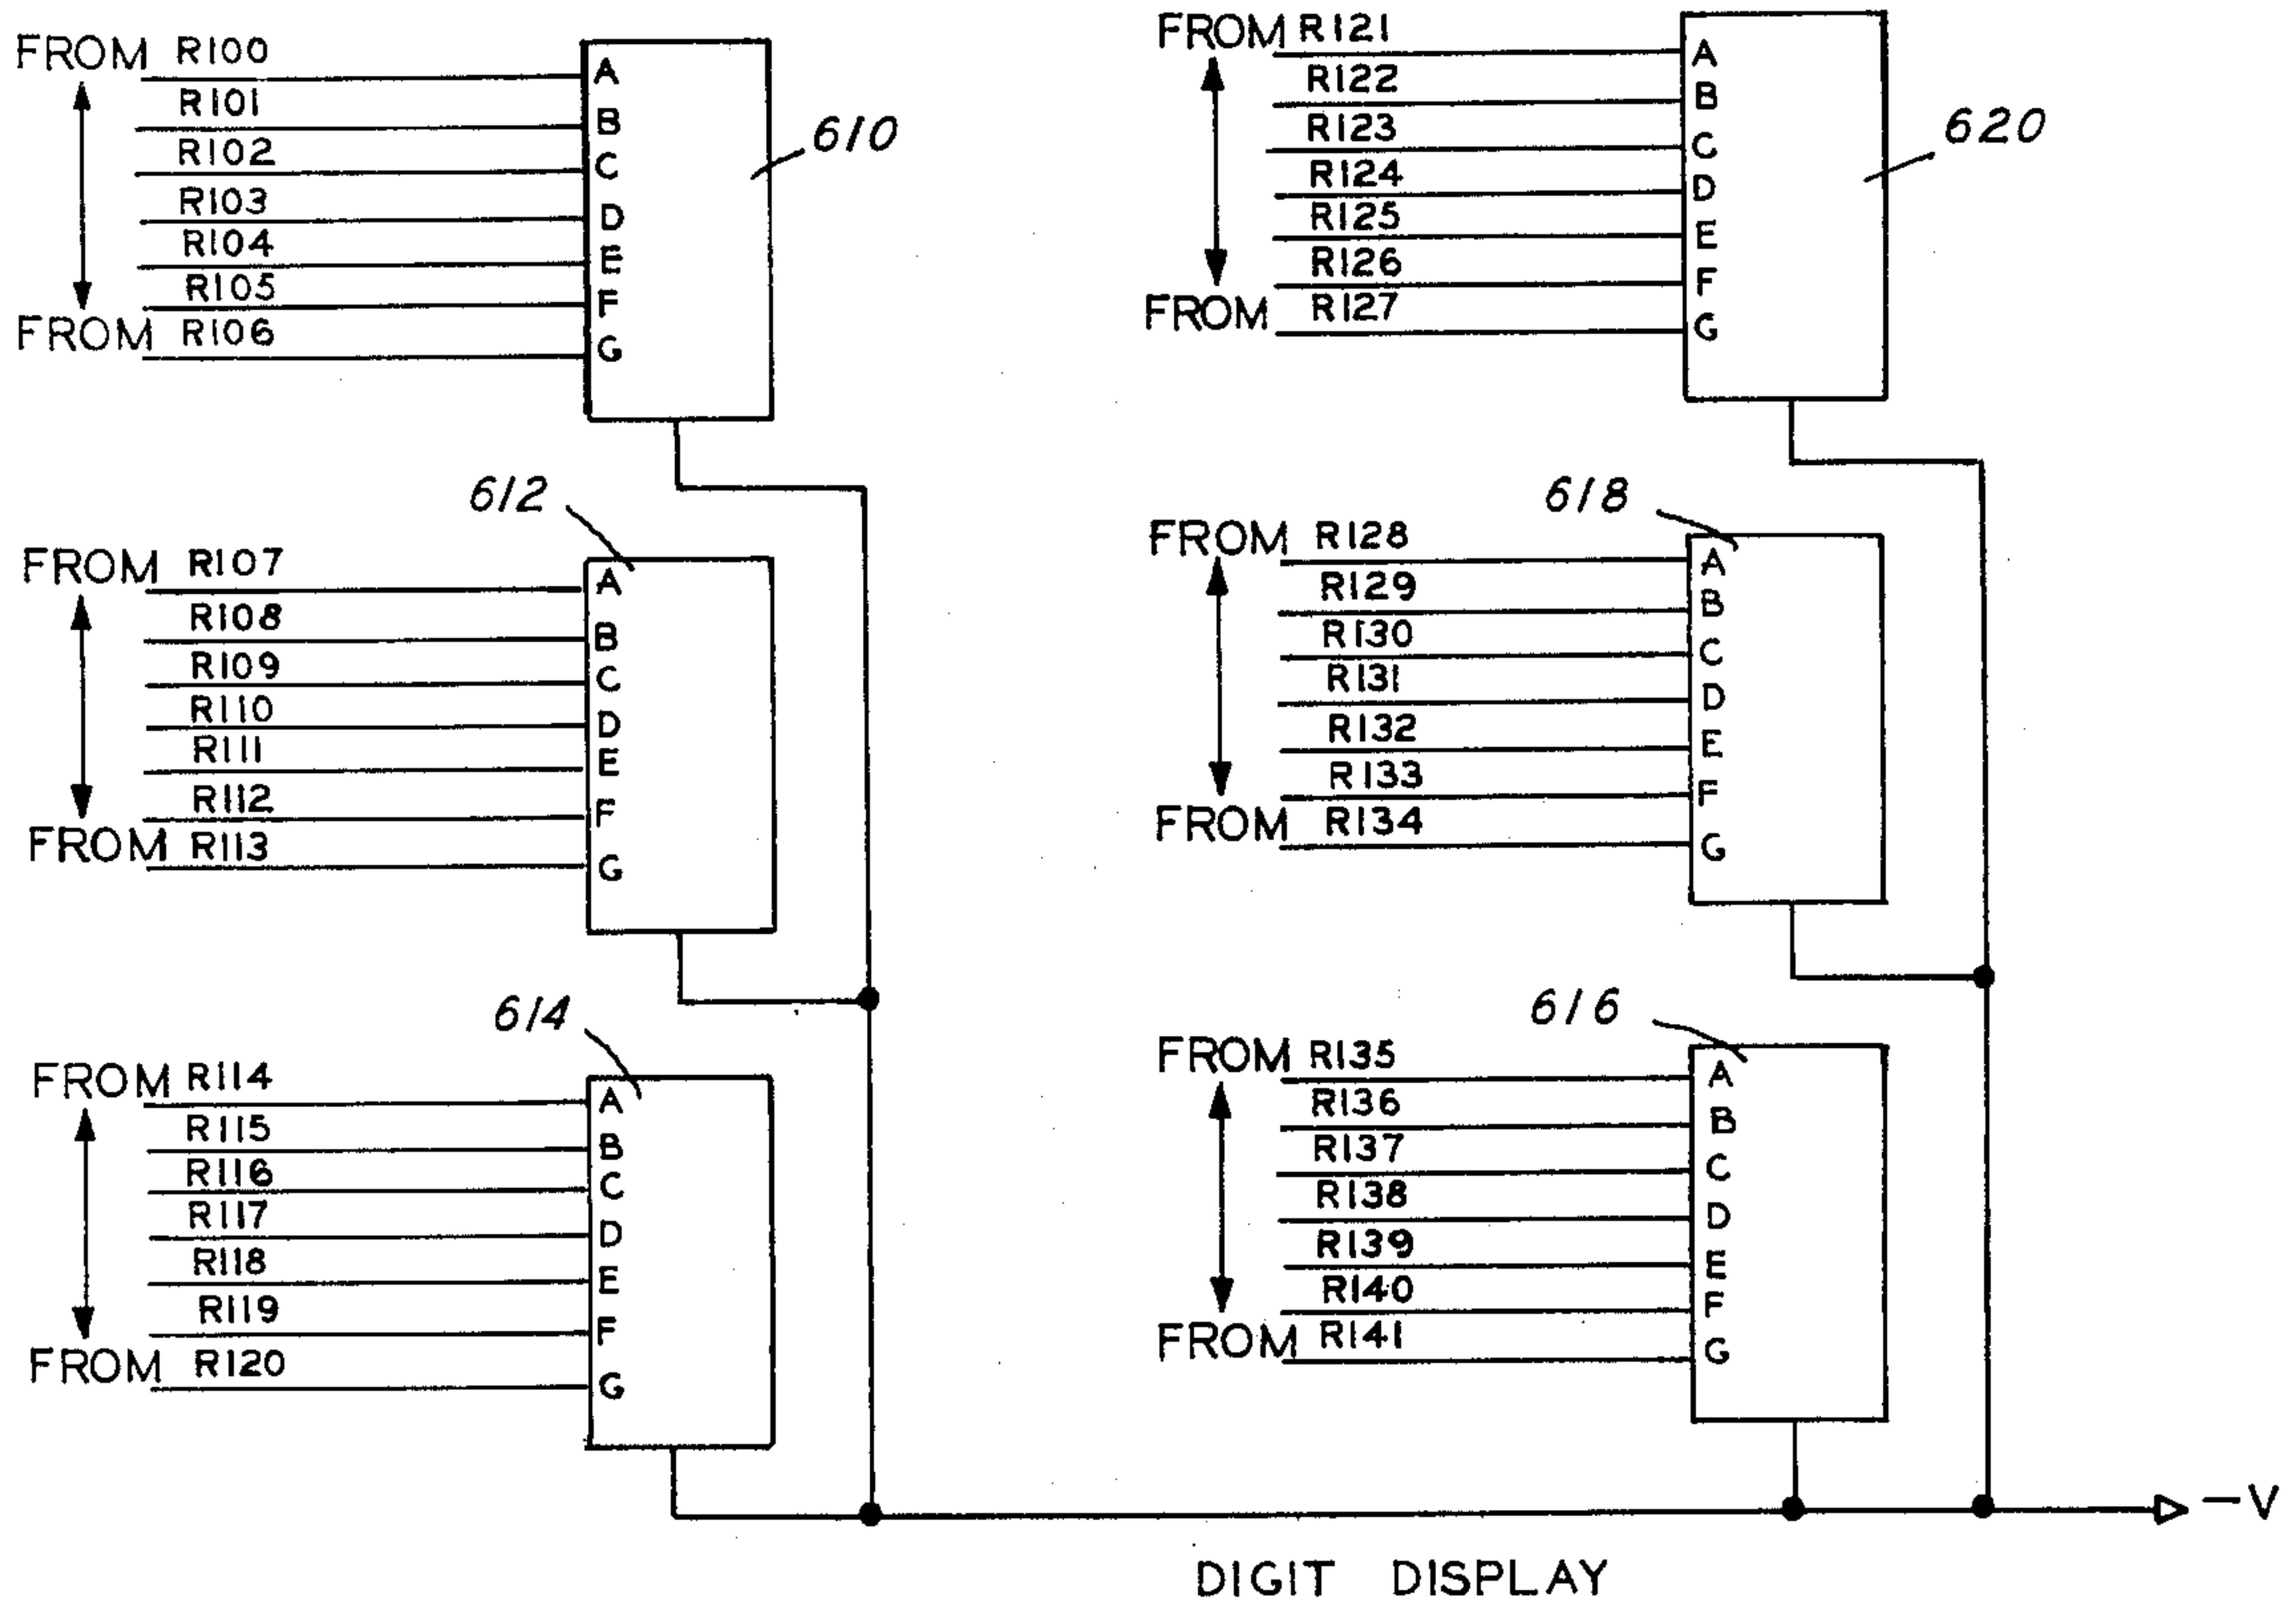 FROM R100
A
R101
B
R102
C
R103
D
R104
E
R105
F
FROM R106
G
610
612
FROM R107
A
R108
B
R109
C
R110
D
R111
E
R112
F
FROM R113
G
614
FROM R114
A
R115
B
R116
C
R117
D
R118
E
R119
F
FROM R120
G
FROM R121
A
R122
B
R123
C
R124
D
R125
E
R126
F
FROM R127
G
620
618
FROM R128
A
R129
B
R130
C
R131
D
R132
E
R133
F
FROM R134
G
616
FROM R135
A
R136
B
R137
C
R138
D
R139
E
R140
F
FROM R141
G
-V
DIGIT DISPLAY